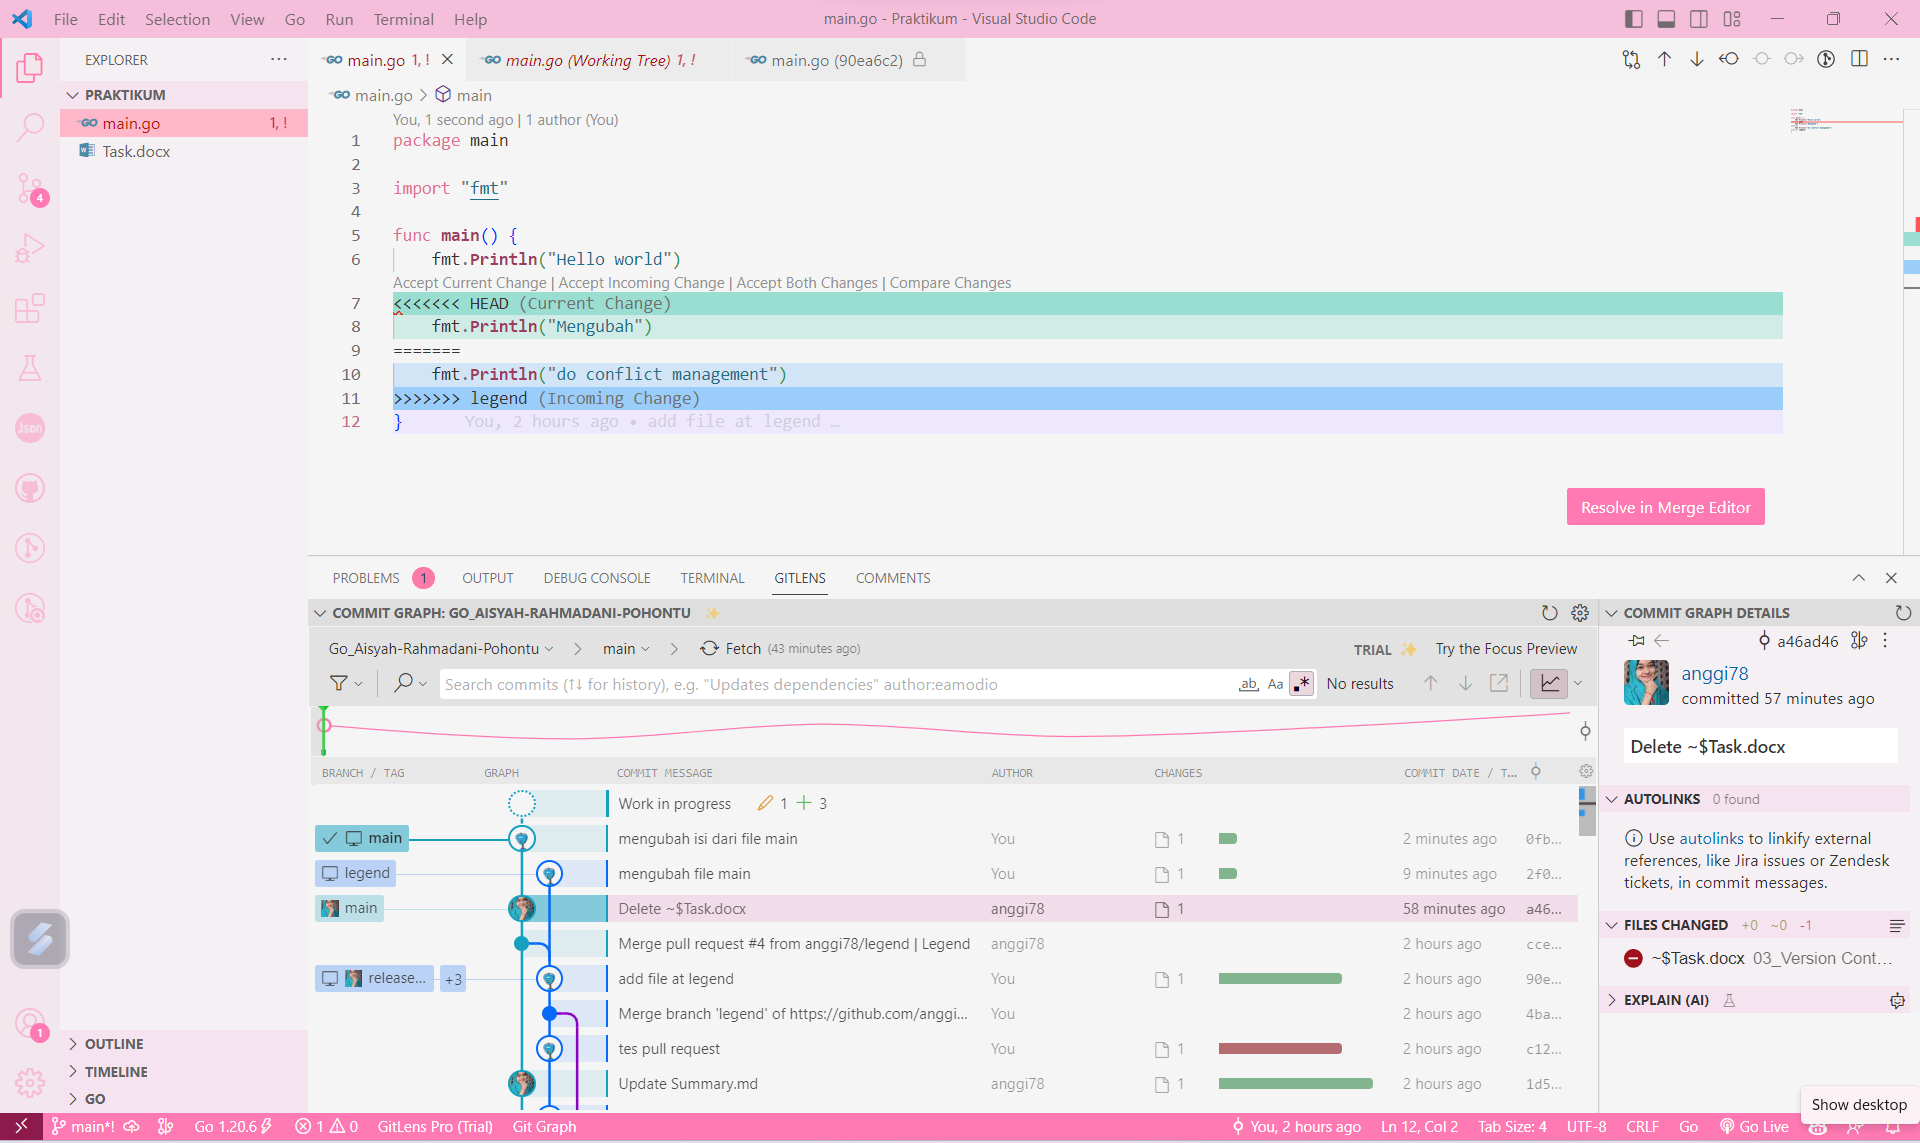 File Edit Selection View Go Run Terminal Help
main.go - Praktikum - Visual Studio Code
EXPLORER
PRAKTIKUM
GO main.go 1, !
Task.docx
4
Json
1
OUTLINE
TIMELINE
GO
GO main.go 1, !
GO main.go (Working Tree) 1, !
GO main.go (90ea6c2)
GO main.go > main
You, 1 second ago | 1 author (You)
1 package main
2
3 import "fmt"
4
5 func main() {
6 fmt.Println("Hello world")
Accept Current Change | Accept Incoming Change | Accept Both Changes | Compare Changes
7 <<<<<<< HEAD (Current Change)
8 fmt.Println("Mengubah")
9 =======
10 fmt.Println("do conflict management")
11 >>>>>>> legend (Incoming Change)
12 } You, 2 hours ago • add file at legend …
Resolve in Merge Editor
PROBLEMS 1 OUTPUT DEBUG CONSOLE TERMINAL GITLENS COMMENTS
COMMIT GRAPH: GO_AISYAH-RAHMADANI-POHONTU
Go_Aisyah-Rahmadani-Pohontu > main > Fetch (43 minutes ago)
TRIAL Try the Focus Preview
Search commits (↑↓ for history), e.g. "Updates dependencies" author:eamodio
ab Aa .* No results
BRANCH / TAG GRAPH COMMIT MESSAGE AUTHOR CHANGES COMMIT DATE / T...
Work in progress 1 + 3
main mengubah isi dari file main You 1 2 minutes ago 0fb...
legend mengubah file main You 1 9 minutes ago 2f0...
main Delete ~$Task.docx anggi78 1 58 minutes ago a46...
Merge pull request #4 from anggi78/legend | Legend anggi78 2 hours ago cce...
release... +3 add file at legend You 1 2 hours ago 90e...
Merge branch 'legend' of https://github.com/anggi... You 2 hours ago 4ba...
tes pull request You 1 2 hours ago c12...
Update Summary.md anggi78 1 2 hours ago 1d5...
COMMIT GRAPH DETAILS
a46ad46
anggi78
committed 57 minutes ago
Delete ~$Task.docx
AUTOLINKS 0 found
Use autolinks to linkify external
references, like Jira issues or Zendesk
tickets, in commit messages.
FILES CHANGED +0 ~0 -1
~$Task.docx 03_Version Cont...
EXPLAIN (AI)
Show desktop
main*! Go 1.20.6 1 0 GitLens Pro (Trial) Git Graph
You, 2 hours ago Ln 12, Col 2 Tab Size: 4 UTF-8 CRLF Go Go Live